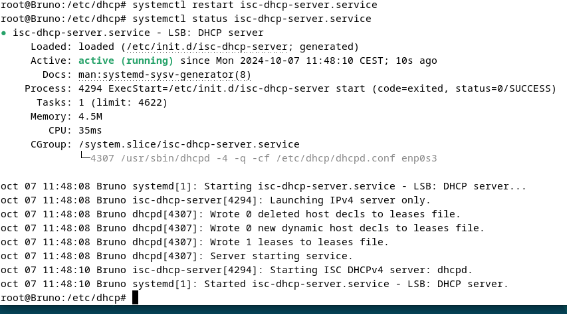 root@Bruno:/etc/dhcp# systemctl restart isc-dhcp-server.service
root@Bruno:/etc/dhcp# systemctl status isc-dhcp-server.service
● isc-dhcp-server.service - LSB: DHCP server
Loaded: loaded (/etc/init.d/isc-dhcp-server; generated)
Active: active (running) since Mon 2024-10-07 11:48:10 CEST; 10s ago
Docs: man:systemd-sysv-generator(8)
Process: 4294 ExecStart=/etc/init.d/isc-dhcp-server start (code=exited, status=0/SUCCESS)
Tasks: 1 (limit: 4622)
Memory: 4.5M
CPU: 35ms
CGroup: /system.slice/isc-dhcp-server.service
└─4307 /usr/sbin/dhcpd -4 -q -cf /etc/dhcp/dhcpd.conf enp0s3
oct 07 11:48:08 Bruno systemd[1]: Starting isc-dhcp-server.service - LSB: DHCP server...
oct 07 11:48:08 Bruno isc-dhcp-server[4294]: Launching IPv4 server only.
oct 07 11:48:08 Bruno dhcpd[4307]: Wrote 0 deleted host decls to leases file.
oct 07 11:48:08 Bruno dhcpd[4307]: Wrote 0 new dynamic host decls to leases file.
oct 07 11:48:08 Bruno dhcpd[4307]: Wrote 1 leases to leases file.
oct 07 11:48:08 Bruno dhcpd[4307]: Server starting service.
oct 07 11:48:10 Bruno isc-dhcp-server[4294]: Starting ISC DHCPv4 server: dhcpd.
oct 07 11:48:10 Bruno systemd[1]: Started isc-dhcp-server.service - LSB: DHCP server.
root@Bruno:/etc/dhcp#